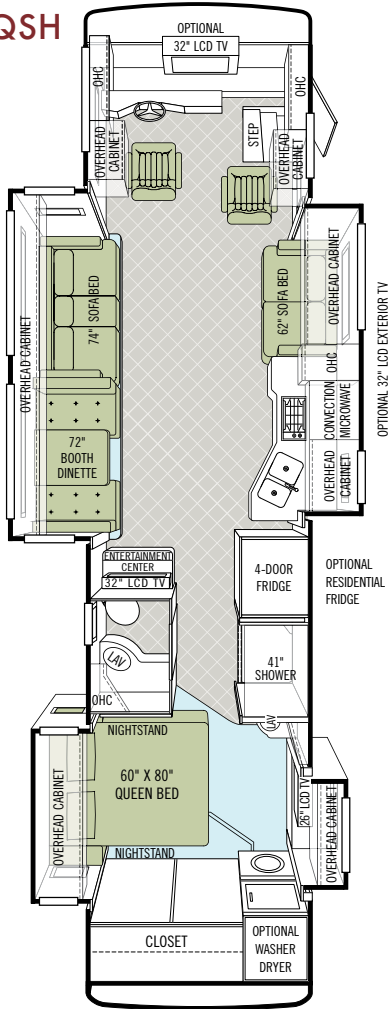 QSH
OPTIONAL
32" LCD TV
OHC
OHC
OVERHEAD
CABINET
STEP
OVERHEAD
CABINET
OVERHEAD CABINET
74" SOFA BED
62" SOFA BED
OVERHEAD CABINET
OPTIONAL 32" LCD EXTERIOR TV
OHC
72"
BOOTH
DINETTE
CONVECTION
MICROWAVE
OVERHEAD
CABINET
ENTERTAINMENT
CENTER
32" LCD TV
4-DOOR
FRIDGE
OPTIONAL
RESIDENTIAL
FRIDGE
LAV
41"
SHOWER
OHC
LAV
NIGHTSTAND
60" X 80"
QUEEN BED
OVERHEAD CABINET
26" LCD TV
OVERHEAD CABINET
NIGHTSTAND
CLOSET
OPTIONAL
WASHER
DRYER